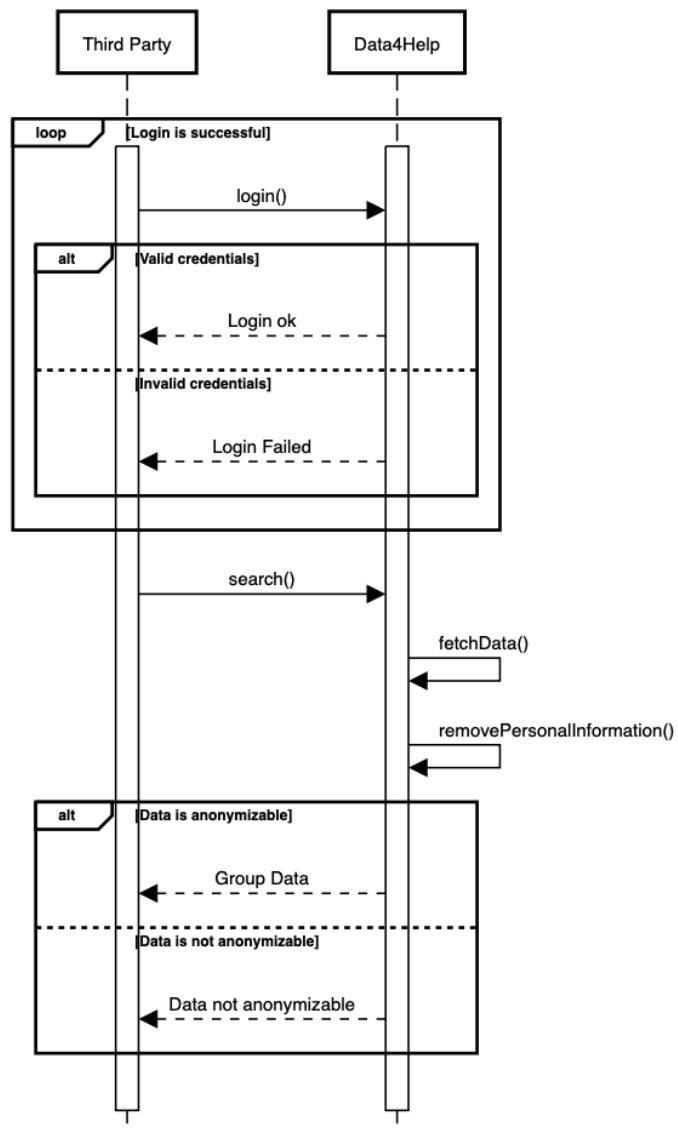 Third Party
Data4Help
loop
[Login is successful]
login()
alt
[Valid credentials]
Login ok
[Invalid credentials]
Login Failed
search()
fetchData()
removePersonalInformation()
alt
[Data is anonymizable]
Group Data
[Data is not anonymizable]
Data not anonymizable